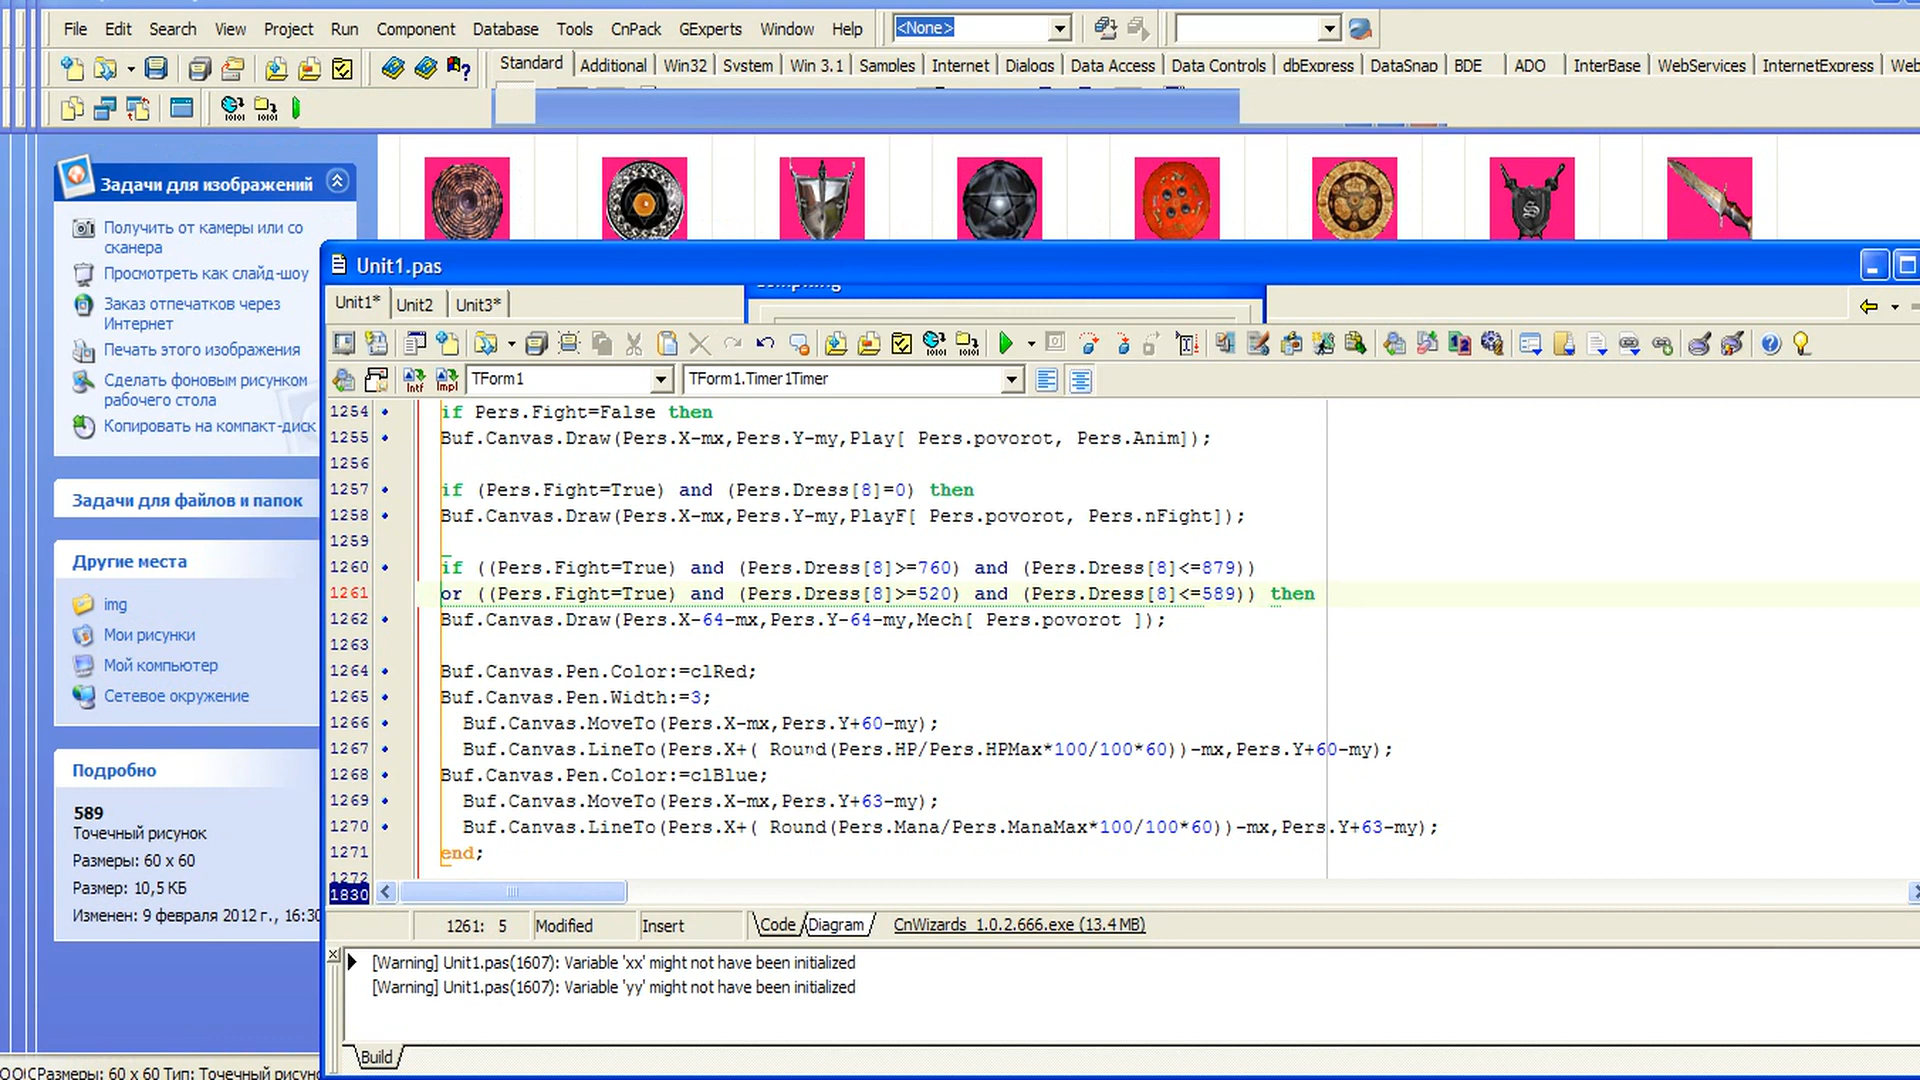 File Edit Search View Project Run Component Database Tools CnPack GExperts Window Help <None>
Standard Additional Win32 System Win 3.1 Samples Internet Dialogs Data Access Data Controls dbExpress DataSnap BDE ADO InterBase WebServices InternetExpress
Задачи для изображений
Получить от камеры или со
сканера
Просмотреть как слайд-шоу
Заказ отпечатков через
Интернет
Печать этого изображения
Сделать фоновым рисунком
рабочего стола
Копировать на компакт-диск
Задачи для файлов и папок
Другие места
img
Мои рисунки
Мой компьютер
Сетевое окружение
Подробно
589
Точечный рисунок
Размеры: 60 x 60
Размер: 10,5 КБ
Изменен: 9 февраля 2012 г., 16:30
Размеры: 60 x 60 Тип: Точечный
Unit1.pas
Unit1* Unit2 Unit3*
TForm1 TForm1.Timer1Timer
1254 if Pers.Fight=False then
1255 Buf.Canvas.Draw(Pers.X-mx,Pers.Y-my,Play[ Pers.povorot, Pers.Anim]);
1256
1257 if (Pers.Fight=True) and (Pers.Dress[8]=0) then
1258 Buf.Canvas.Draw(Pers.X-mx,Pers.Y-my,PlayF[ Pers.povorot, Pers.nFight]);
1259
1260 if ((Pers.Fight=True) and (Pers.Dress[8]>=760) and (Pers.Dress[8]<=879))
1261 or ((Pers.Fight=True) and (Pers.Dress[8]>=520) and (Pers.Dress[8]<=589)) then
1262 Buf.Canvas.Draw(Pers.X-64-mx,Pers.Y-64-my,Mech[ Pers.povorot ]);
1263
1264 Buf.Canvas.Pen.Color:=clRed;
1265 Buf.Canvas.Pen.Width:=3;
1266 Buf.Canvas.MoveTo(Pers.X-mx,Pers.Y+60-my);
1267 Buf.Canvas.LineTo(Pers.X+( Round(Pers.HP/Pers.HPMax*100/100*60))-mx,Pers.Y+60-my);
1268 Buf.Canvas.Pen.Color:=clBlue;
1269 Buf.Canvas.MoveTo(Pers.X-mx,Pers.Y+63-my);
1270 Buf.Canvas.LineTo(Pers.X+( Round(Pers.Mana/Pers.ManaMax*100/100*60))-mx,Pers.Y+63-my);
1271 end;
1272
1830
1261: 5 Modified Insert Code Diagram CnWizards_1.0.2.666.exe (13.4 MB)
[Warning] Unit1.pas(1607): Variable 'xx' might not have been initialized
[Warning] Unit1.pas(1607): Variable 'yy' might not have been initialized
Build